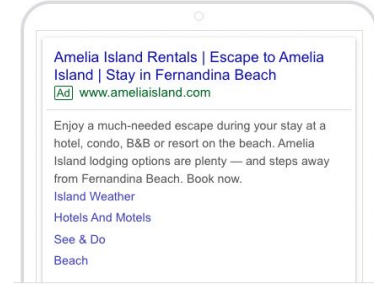 Amelia Island Rentals | Escape to Amelia
Island | Stay in Fernandina Beach
Ad www.ameliaisland.com
Enjoy a much-needed escape during your stay at a
hotel, condo, B&B or resort on the beach. Amelia
Island lodging options are plenty — and steps away
from Fernandina Beach. Book now.
Island Weather
Hotels And Motels
See & Do
Beach